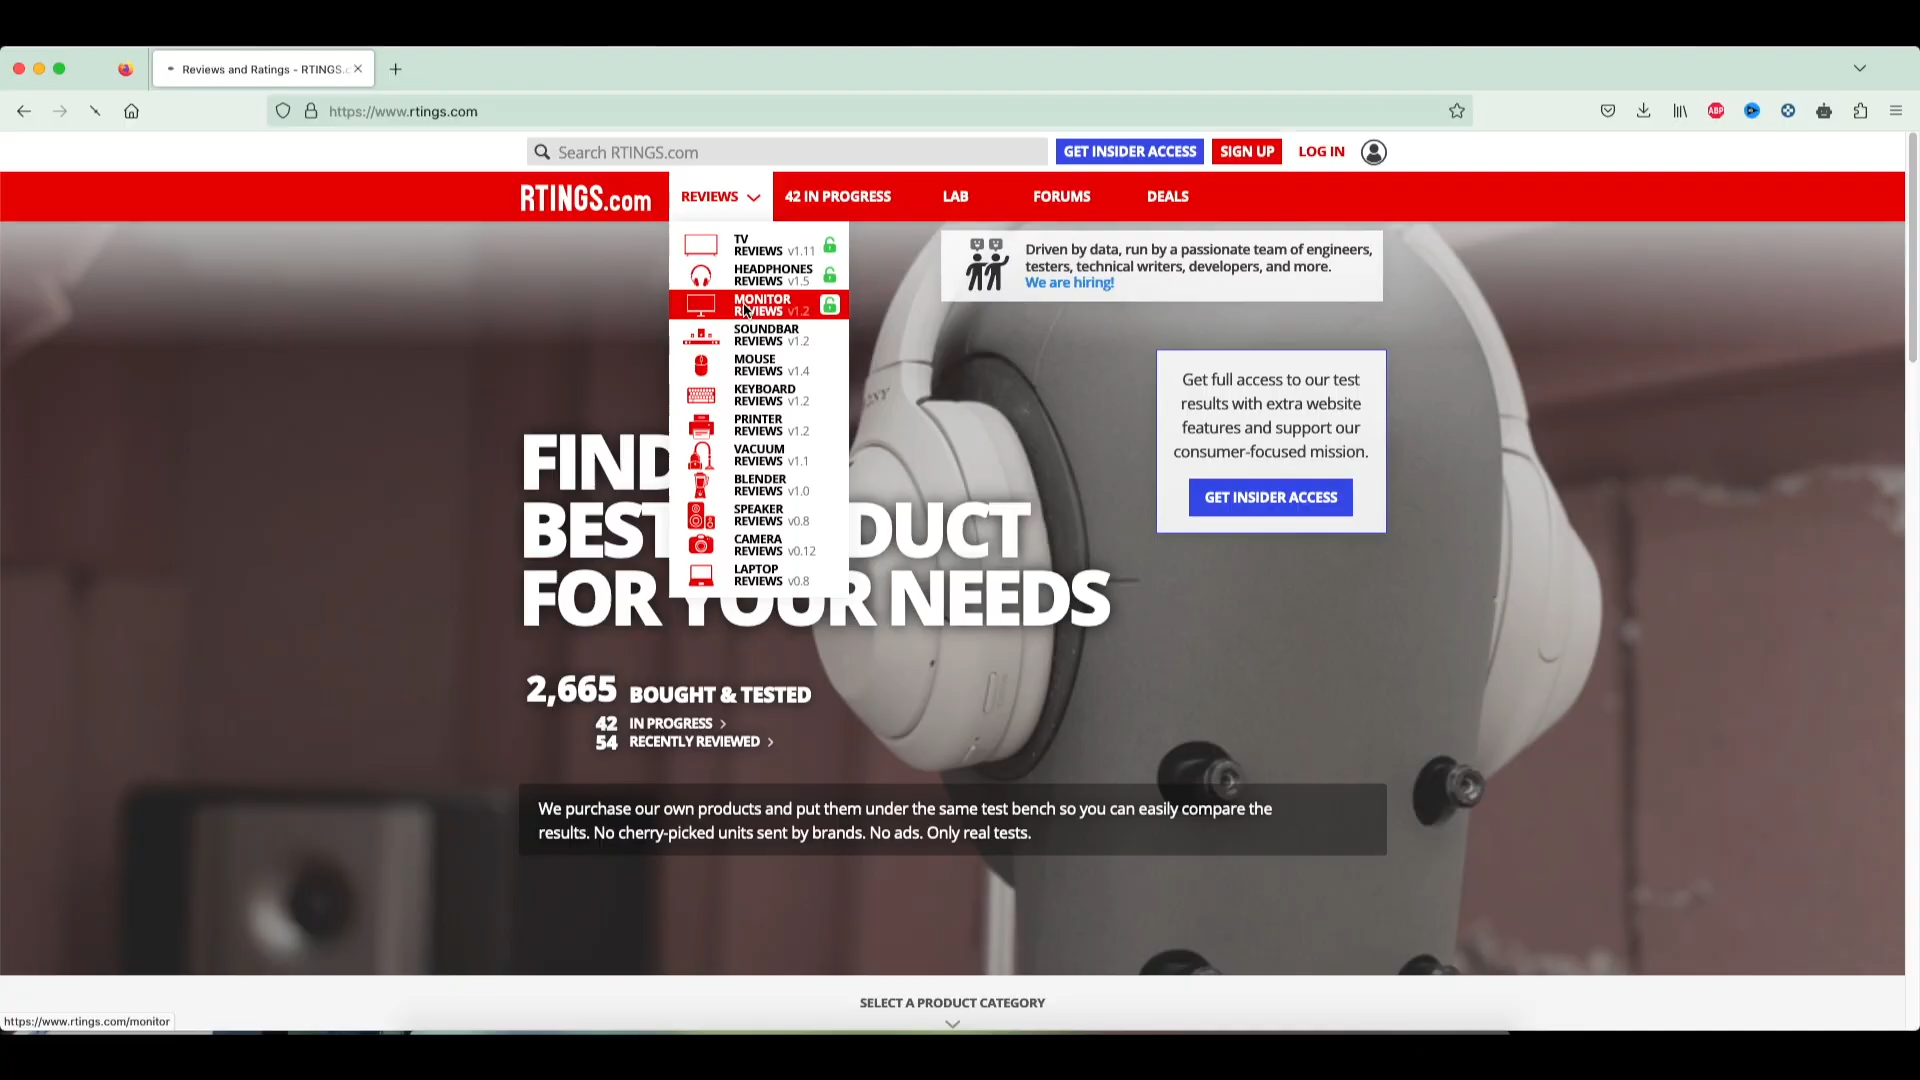 Reviews and Ratings - RTINGS.c
https://www.rtings.com
ABP
Search RTINGS.com
GET INSIDER ACCESS
SIGN UP
LOG IN
RTINGS.com
REVIEWS
42 IN PROGRESS
LAB
FORUMS
DEALS
TV
REVIEWS v1.11
HEADPHONES
REVIEWS v1.5
MONITOR
REVIEWS v1.2
SOUNDBAR
REVIEWS v1.2
MOUSE
REVIEWS v1.4
KEYBOARD
REVIEWS v1.2
PRINTER
REVIEWS v1.2
VACUUM
REVIEWS v1.1
BLENDER
REVIEWS v1.0
SPEAKER
REVIEWS v0.8
CAMERA
REVIEWS v0.12
LAPTOP
REVIEWS v0.8
Driven by data, run by a passionate team of engineers,
testers, technical writers, developers, and more.
We are hiring!
Get full access to our test
results with extra website
features and support our
consumer-focused mission.
GET INSIDER ACCESS
FIND
BEST DUCT
FOR YOUR NEEDS
2,665 BOUGHT & TESTED
42 IN PROGRESS >
54 RECENTLY REVIEWED >
We purchase our own products and put them under the same test bench so you can easily compare the
results. No cherry-picked units sent by brands. No ads. Only real tests.
SELECT A PRODUCT CATEGORY
https://www.rtings.com/monitor